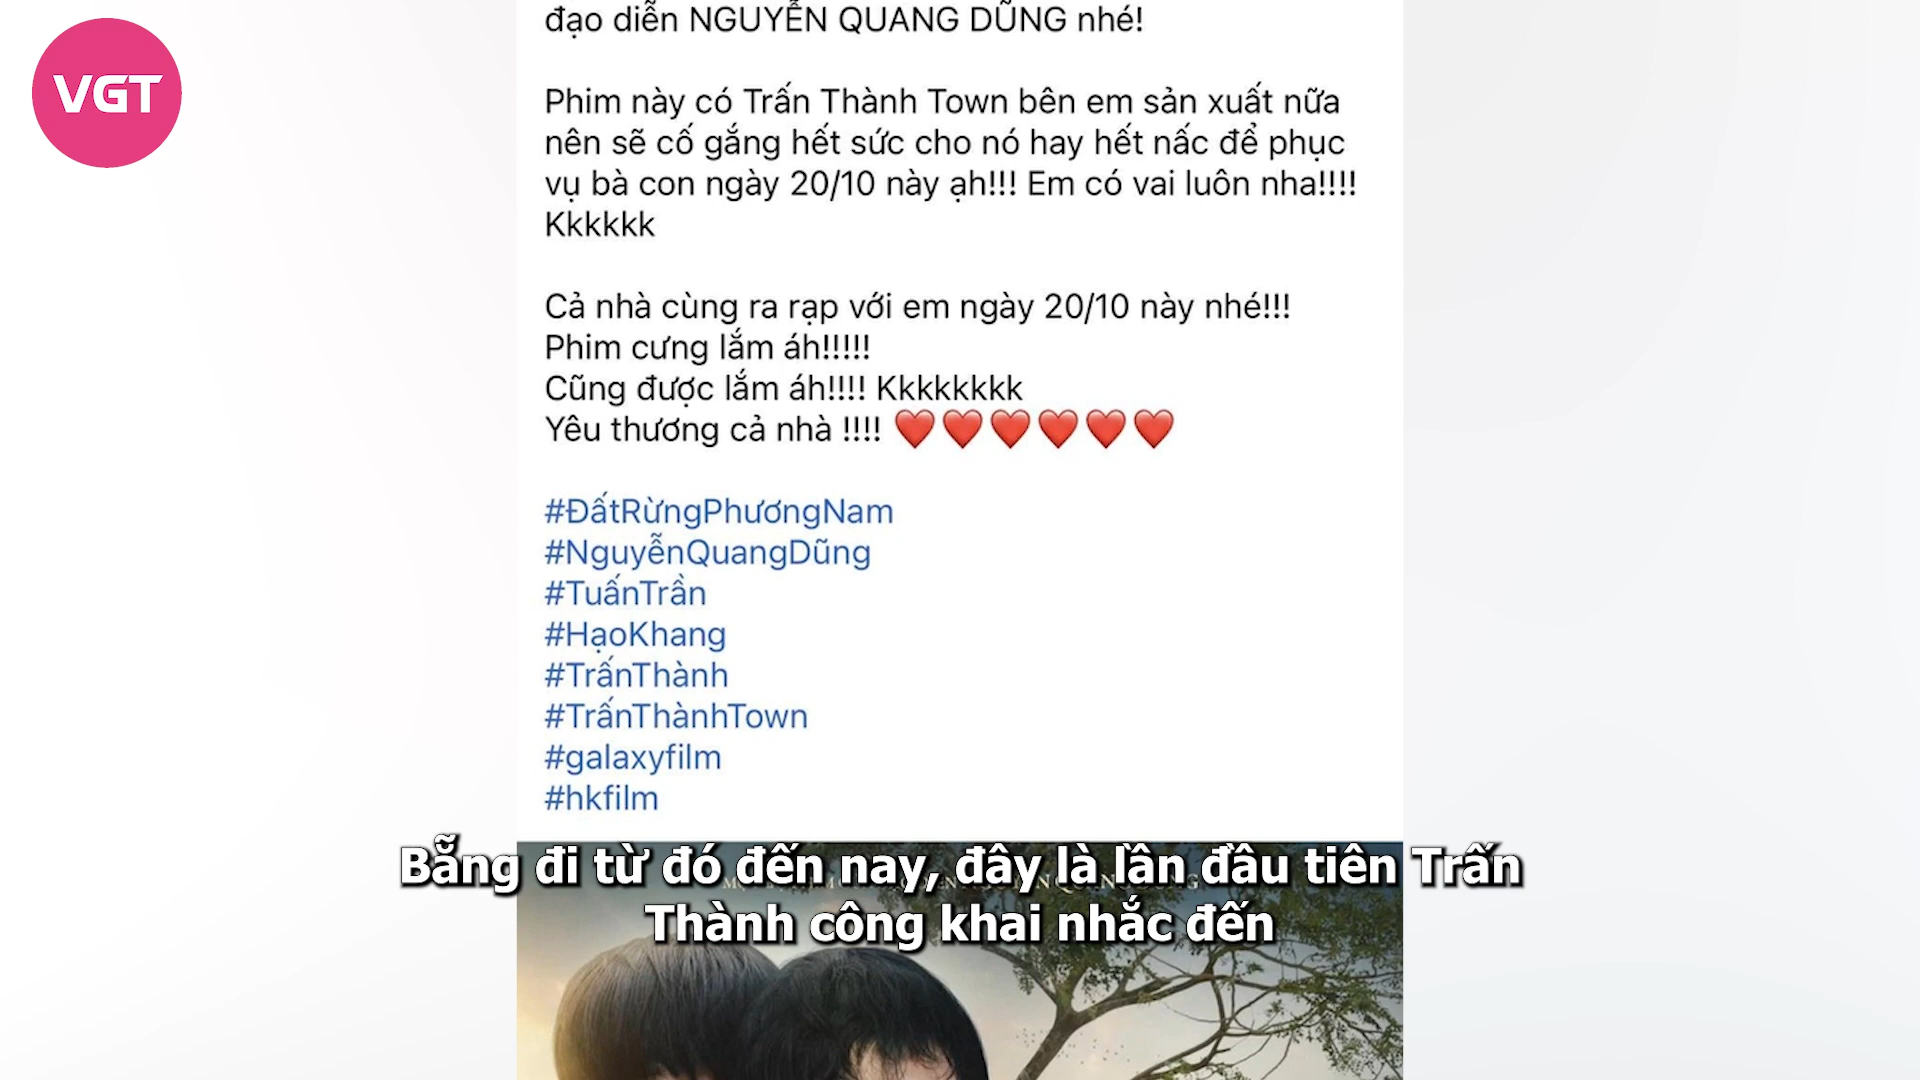 VGT
đạo diễn NGUYỄN QUANG DŨNG nhé!
Phim này có Trấn Thành Town bên em sản xuất nữa
nên sẽ cố gắng hết sức cho nó hay hết nấc để phục
vụ bà con ngày 20/10 này ạh!!! Em có vai luôn nha!!!!
Kkkkkk
Cả nhà cùng ra rạp với em ngày 20/10 này nhé!!!
Phim cưng lắm áh!!!!!
Cũng được lắm áh!!!! Kkkkkkkk
Yêu thương cả nhà !!!! ❤️❤️❤️❤️❤️❤️
#ĐấtRừngPhươngNam
#NguyễnQuangDũng
#TuấnTrần
#HạoKhang
#TrấnThành
#TrấnThànhTown
#galaxyfilm
#hkfilm
Bẵng đi từ đó đến nay, đây là lần đầu tiên Trấn
Thành công khai nhắc đến